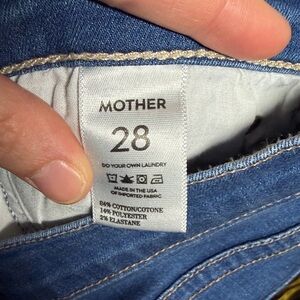 MOTHER
28
DO YOUR OWN LAUNDRY
MADE IN THE USA
OF IMPORTED FABRIC
84% COTTON/COTONE
14% POLYESTER
2% ELASTANE